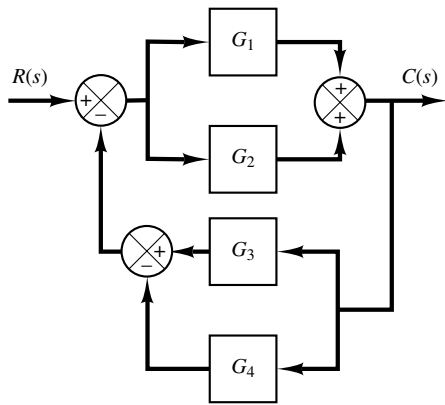 G₁
R(s)
C(s)
+
−
+
+
G₂
G₃
+
−
G₄